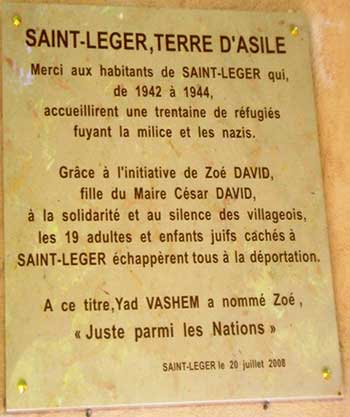 SAINT-LEGER,TERRE D'ASILE
Merci aux habitants de SAINT-LEGER qui,
de 1942 à 1944,
accueillirent une trentaine de réfugiés
fuyant la milice et les nazis.
Grâce à l'initiative de Zoé DAVID,
fille du Maire César DAVID,
à la solidarité et au silence des villageois,
les 19 adultes et enfants juifs cachés à
SAINT-LEGER échappèrent tous à la déportation.
A ce titre,Yad VASHEM a nommé Zoé,
« Juste parmi les Nations »
SAINT-LEGER le 20 juillet 2008